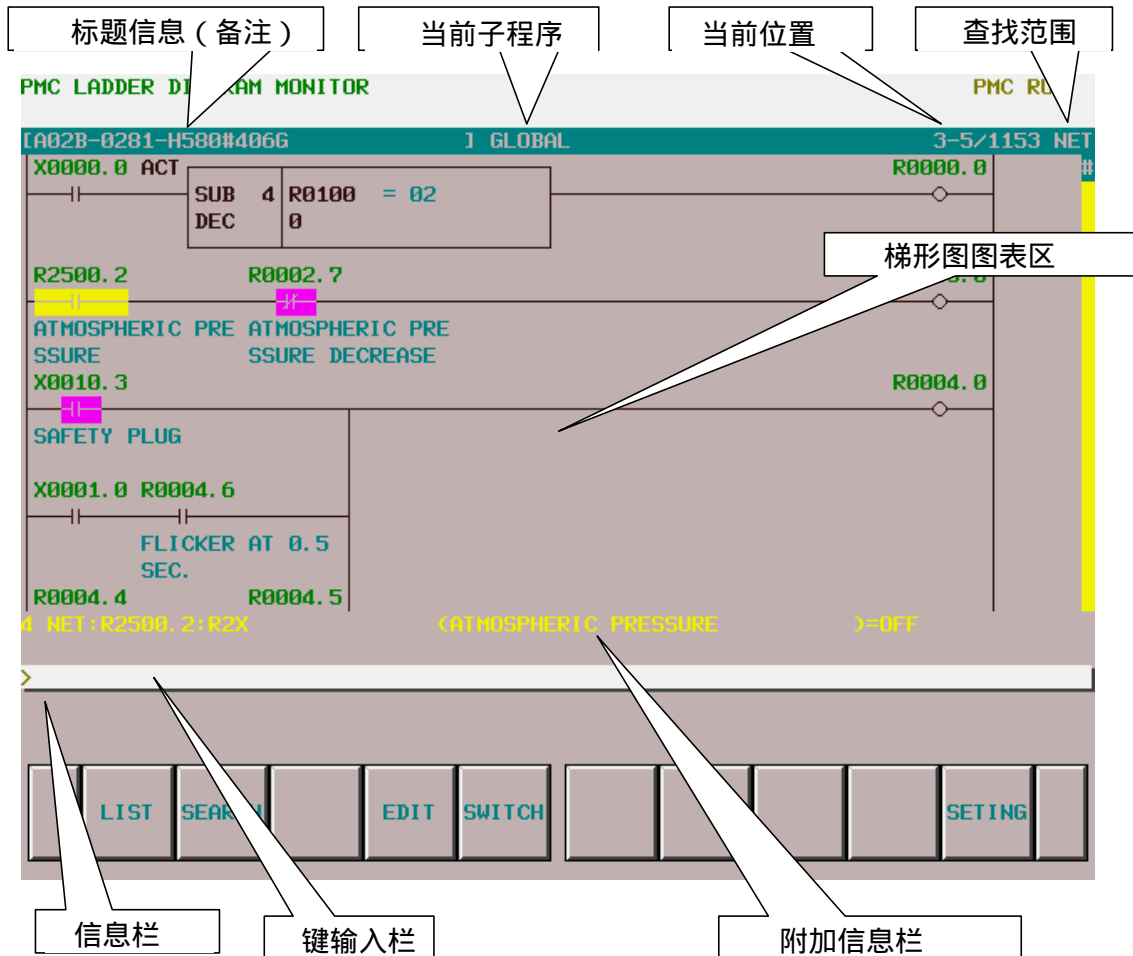 标题信息（备注）
当前子程序
当前位置
查找范围
PMC LADDER DI RAM MONITOR PMC RU
[A02B-0281-H580#406G ] GLOBAL 3-5/1153 NET
X0000.0 ACT R0000.0 #
SUB 4 R0100 = 02
DEC 0
梯形图图表区
R2500.2 R0002.7
ATMOSPHERIC PRE ATMOSPHERIC PRE
SSURE SSURE DECREASE
X0010.3 R0004.0
SAFETY PLUG
X0001.0 R0004.6
FLICKER AT 0.5
SEC.
R0004.4 R0004.5
4 NET:R2500.2:R2X (ATMOSPHERIC PRESSURE )=OFF
>
LIST SEAR H EDIT SWITCH SETING
信息栏
键输入栏
附加信息栏